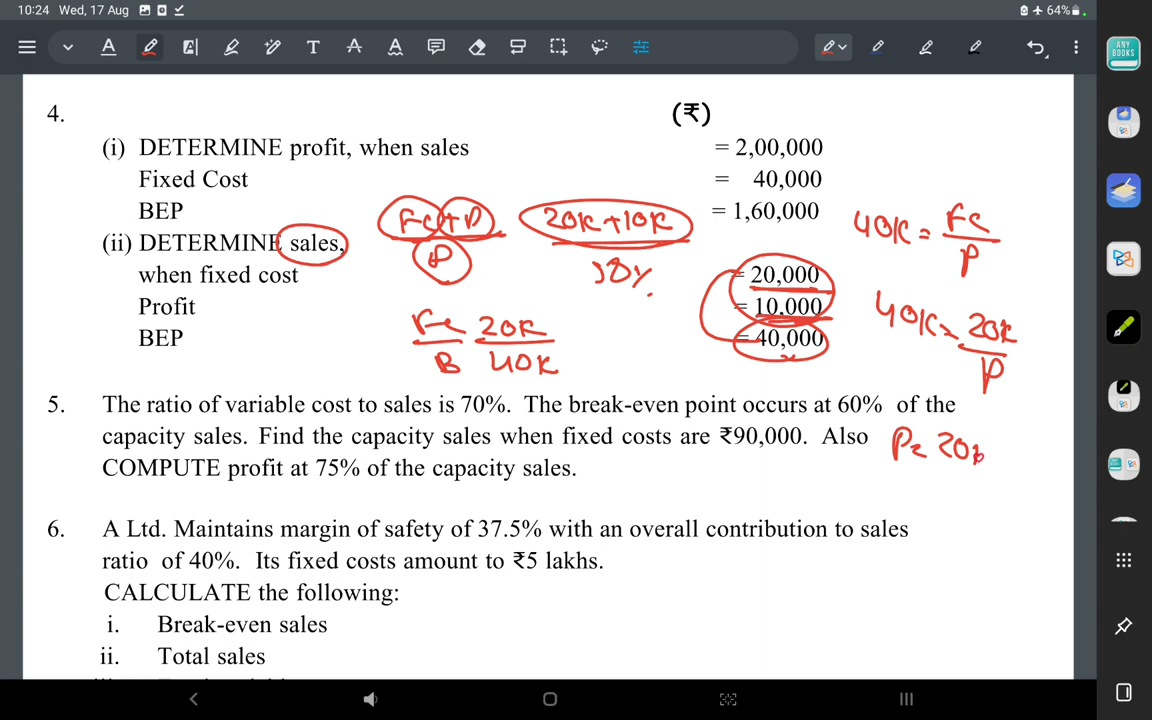 10:24 Wed, 17 Aug
64%
ANY BOOKS
4. (₹)
(i) DETERMINE profit, when sales = 2,00,000
Fixed Cost = 40,000
BEP = 1,60,000
Fc + P 20K + 10K
P
40K = Fc
P
(ii) DETERMINE sales,
when fixed cost = 20,000
Profit = 10,000
BEP = 40,000
Fc 20K
B 40K
40K = 20K
P
5. The ratio of variable cost to sales is 70%. The break-even point occurs at 60% of the
capacity sales. Find the capacity sales when fixed costs are ₹90,000. Also
COMPUTE profit at 75% of the capacity sales.
6. A Ltd. Maintains margin of safety of 37.5% with an overall contribution to sales
ratio of 40%. Its fixed costs amount to ₹5 lakhs.
CALCULATE the following:
i. Break-even sales
ii. Total sales